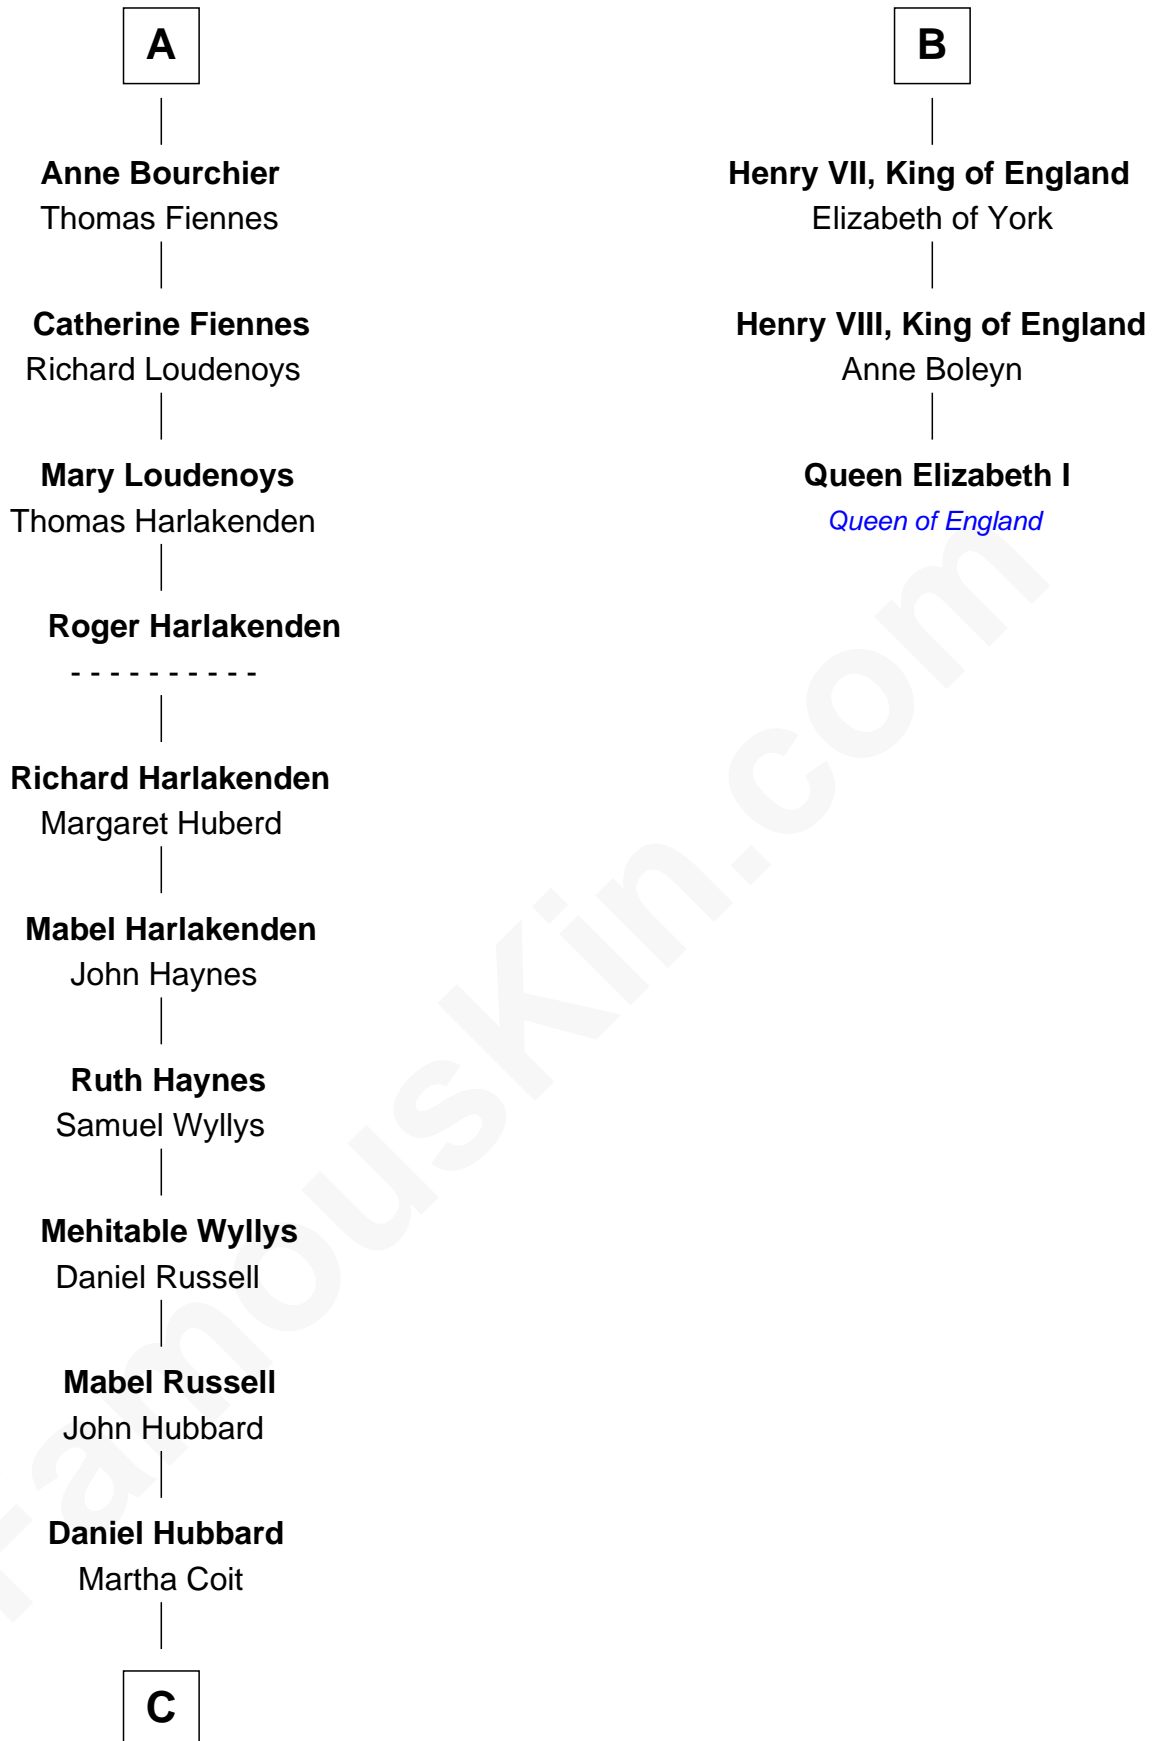 A
Anne Bourchier
Thomas Fiennes
Catherine Fiennes
Richard Loudenoys
Mary Loudenoys
Thomas Harlakenden
Roger Harlakenden
- - - - - - - - - -
Richard Harlakenden
Margaret Huberd
Mabel Harlakenden
John Haynes
Ruth Haynes
Samuel Wyllys
Mehitable Wyllys
Daniel Russell
Mabel Russell
John Hubbard
Daniel Hubbard
Martha Coit
C
B
Henry VII, King of England
Elizabeth of York
Henry VIII, King of England
Anne Boleyn
Queen Elizabeth I
Queen of England
FamousKin.com